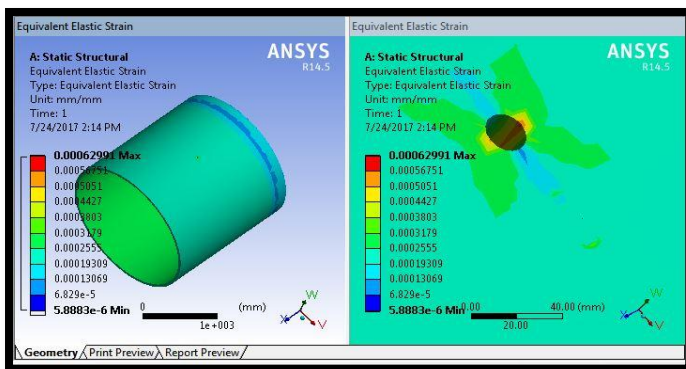 Equivalent Elastic Strain
A: Static Structural
Equivalent Elastic Strain
Type: Equivalent Elastic Strain
Unit: mm/mm
Time: 1
7/24/2017 2:14 PM
ANSYS
R14.5
0.00062991 Max
0.00056751
0.0005051
0.0004427
0.0003803
0.0003179
0.0002555
0.00019309
0.00013069
6.829e-5
5.8883e-6 Min
0
1e+003
(mm)
W
X
V
Equivalent Elastic Strain
A: Static Structural
Equivalent Elastic Strain
Type: Equivalent Elastic Strain
Unit: mm/mm
Time: 1
7/24/2017 2:14 PM
ANSYS
R14.5
0.00062991 Max
0.00056751
0.0005051
0.0004427
0.0003803
0.0003179
0.0002555
0.00019309
0.00013069
6.829e-5
5.8883e-6 Min
0.00
40.00 (mm)
20.00
W
X
V
Geometry Print Preview Report Preview